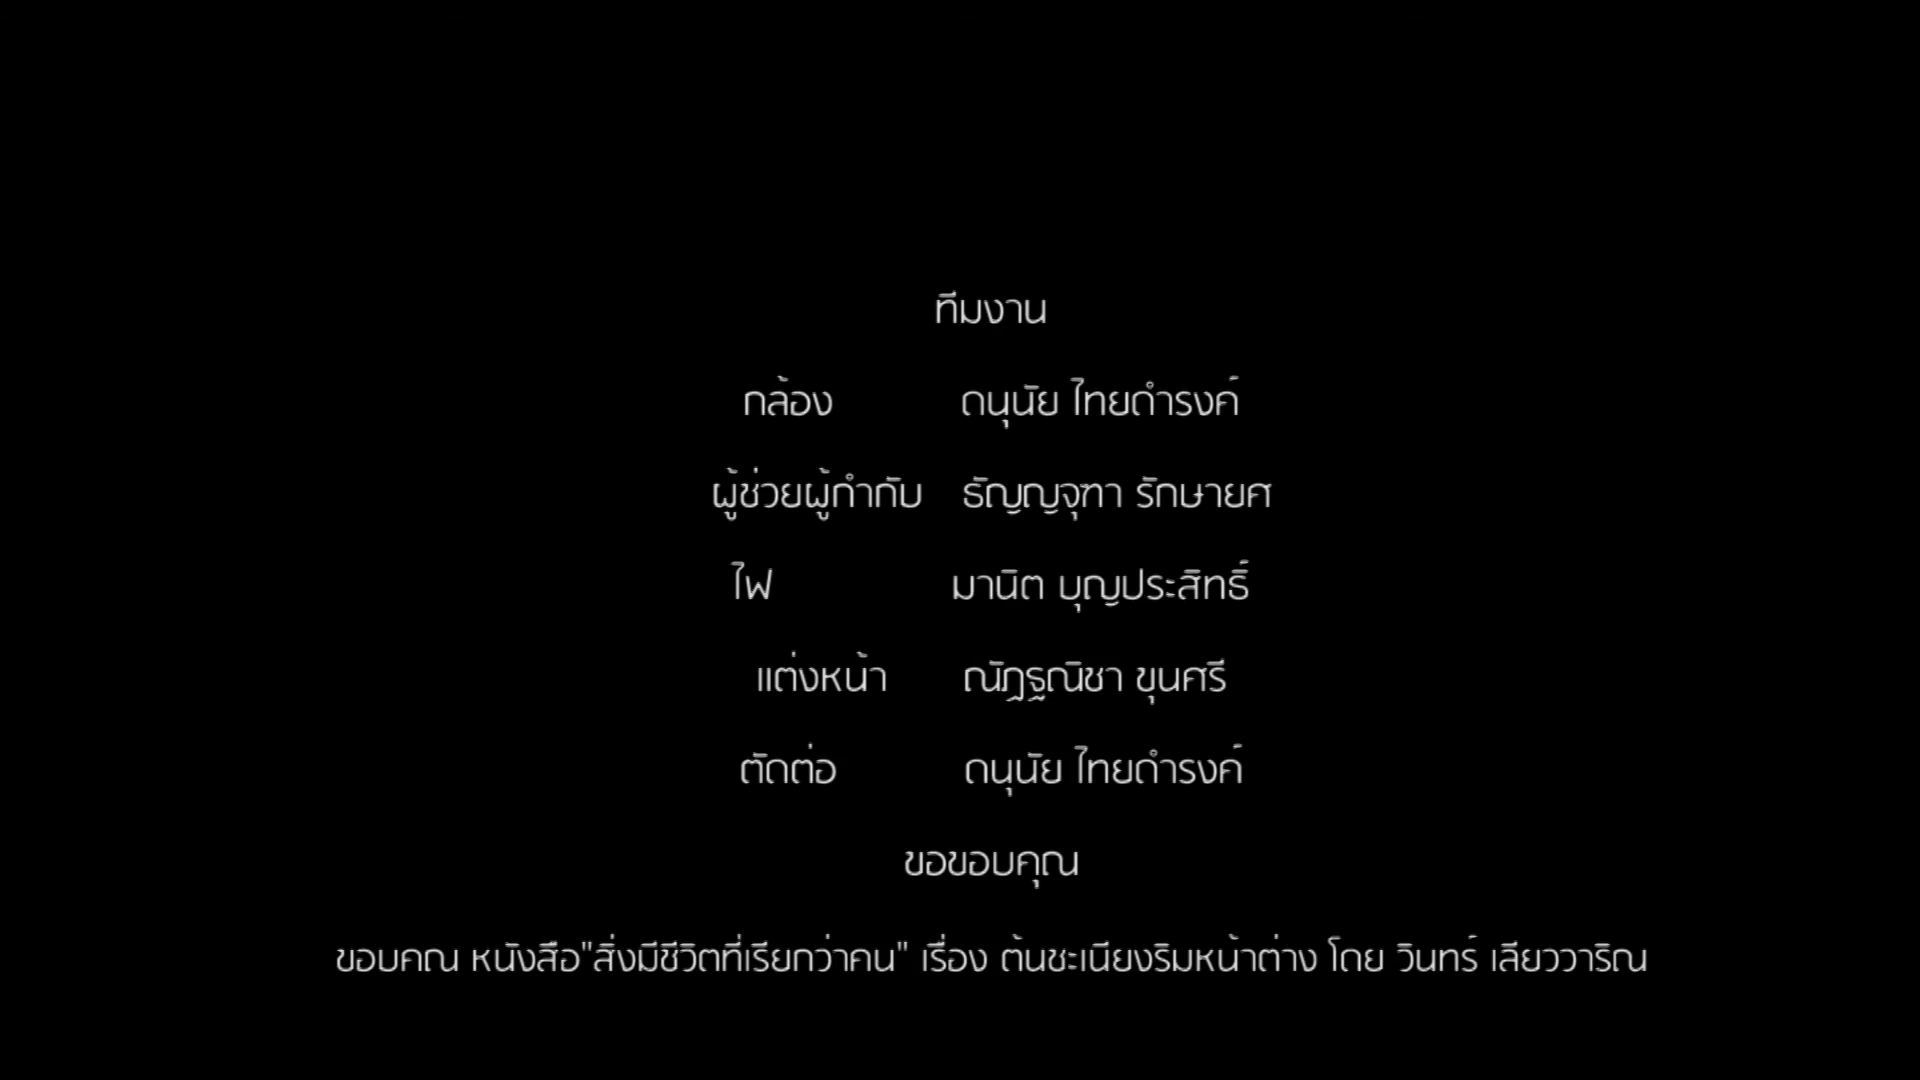 ทีมงาน
กล้อง ดนุนัย ไทยดำรงค์
ผู้ช่วยผู้กำกับ ธัญญจุฑา รักษายศ
ไฟ มานิต บุญประสิทธิ์
แต่งหน้า ณัฏฐณิชา ขุนศรี
ตัดต่อ ดนุนัย ไทยดำรงค์
ขอขอบคุณ
ขอบคณ หนังสือ"สิ่งมีชีวิตที่เรียกว่าคน" เรื่อง ต้นชะเนียงริมหน้าต่าง โดย วินทร์ เลียววาริณ